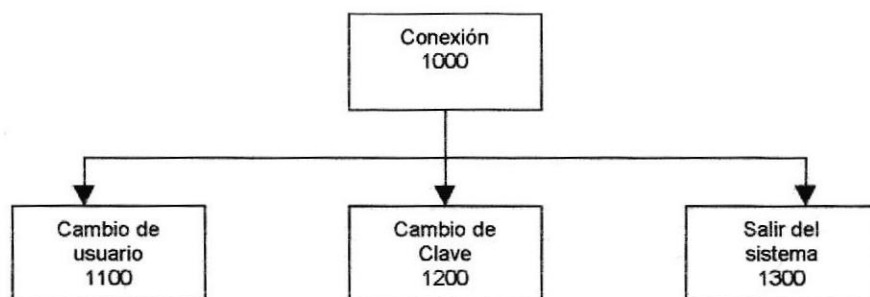 Conexión
1000
Cambio de
usuario
1100
Cambio de
Clave
1200
Salir del
sistema
1300